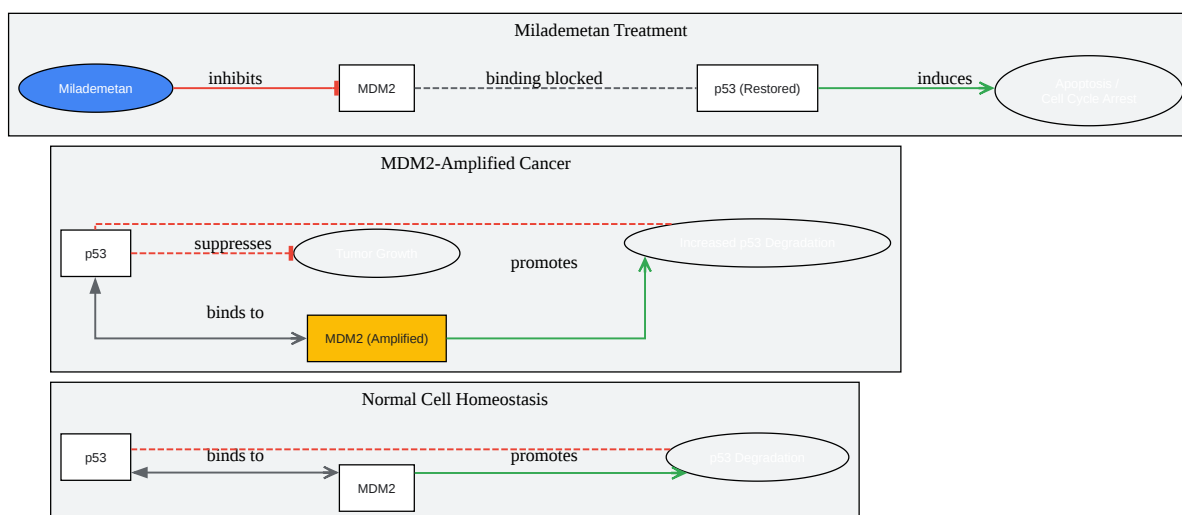 Milademetan Treatment
Milademetan
inhibits
MDM2
binding blocked
p53 (Restored)
induces
Apoptosis /
Cell Cycle Arrest
MDM2-Amplified Cancer
p53
suppresses
Tumor Growth
Increased p53 Degradation
promotes
binds to
MDM2 (Amplified)
Normal Cell Homeostasis
p53
binds to
MDM2
promotes
p53 Degradation